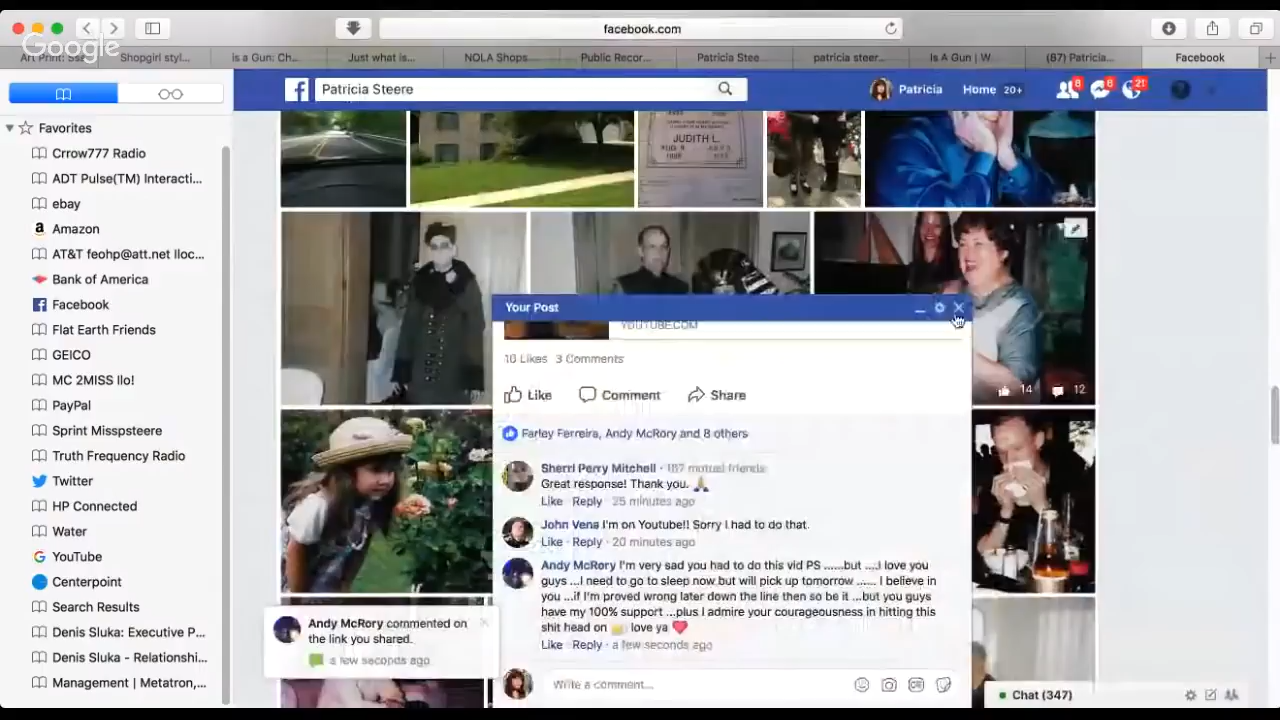 facebook.com
Google
Art Print:
Shopgirl styl...
Is a Gun: Ch...
Just what is...
NOLA Shops...
Public Recor...
Patricia Stee...
patricia steer...
Is A Gun | W...
(67) Patricia...
Facebook
Patricia Steere
Patricia
Home 20+
8
8
21
Favorites
Crrow777 Radio
ADT Pulse(TM) Interacti...
ebay
Amazon
AT&T feohp@att.net lloc...
Bank of America
Facebook
Flat Earth Friends
GEICO
MC 2MISS llo!
PayPal
Sprint Misspsteere
Truth Frequency Radio
Twitter
HP Connected
Water
YouTube
Centerpoint
Search Results
Denis Sluka: Executive P...
Denis Sluka - Relationshi...
Management | Metatron,...
JUDITH L.
14
12
Your Post
YOUTUBE.COM
10 Likes 3 Comments
Like Comment Share
Farley Ferreira, Andy McRory and 8 others
Sherri Perry Mitchell · mutual friends
Great response! Thank you. 🙏
Like · Reply · 25 minutes ago
John Vena I'm on Youtube!! Sorry I had to do that.
Like · Reply · 20 minutes ago
Andy McRory I'm very sad you had to do this vid PS ......but ....i love you
guys ...I need to go to sleep now but will pick up tomorrow ...... I believe in
you ...if I'm proved wrong later down the line then so be it ...but you guys
have my 100% support ...plus I admire your courageousness in hitting this
shit head on 👊 love ya ❤️
Like · Reply · a few seconds ago
Write a comment...
Andy McRory commented on
the link you shared.
a few seconds ago
Chat (347)